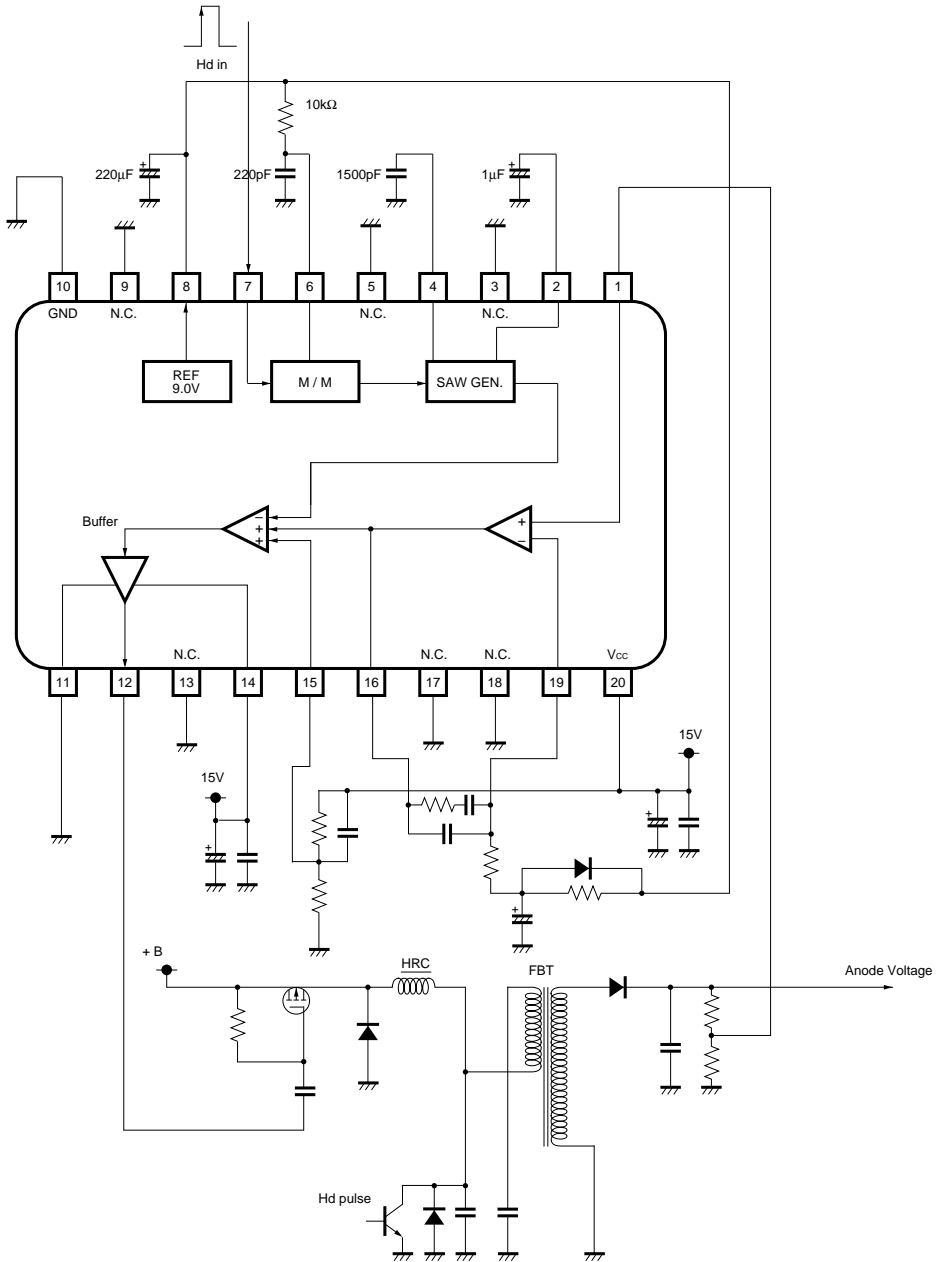 Hd in
10kΩ
220μF
+
220pF
1500pF
1μF
+
10
9
8
7
6
5
4
3
2
1
GND
N.C.
N.C.
N.C.
REF
9.0V
M / M
SAW GEN.
Buffer
−
+
+
+
−
N.C.
N.C.
N.C.
Vcc
11
12
13
14
15
16
17
18
19
20
15V
15V
+
+
+
+ B
HRC
FBT
Anode Voltage
Hd pulse